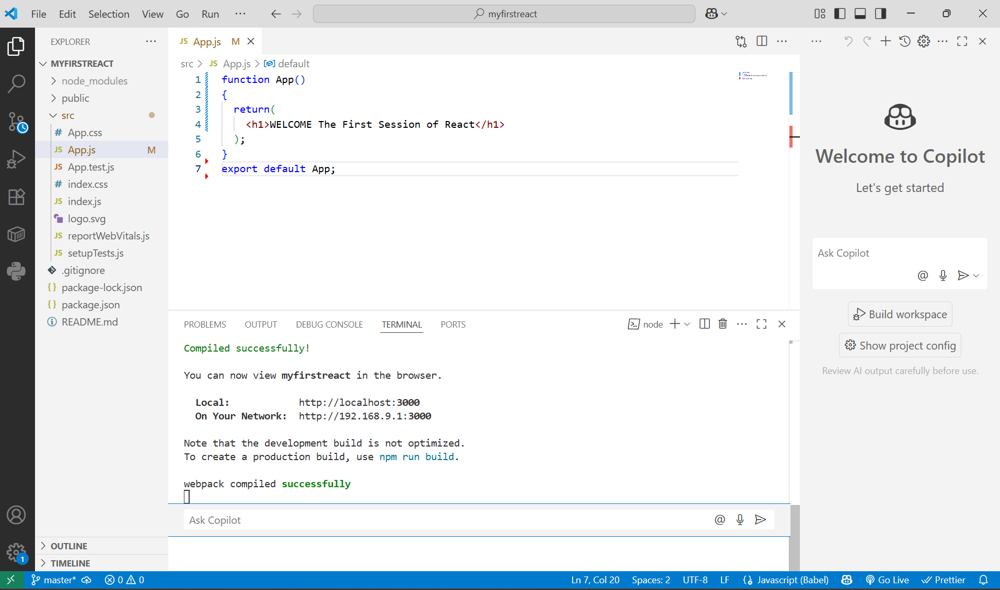 File Edit Selection View Go Run ···
myfirstreact
EXPLORER
MYFIRSTREACT
node_modules
public
src
# App.css
JS App.js M
JS App.test.js
# index.css
JS index.js
logo.svg
JS reportWebVitals.js
JS setupTests.js
.gitignore
{} package-lock.json
{} package.json
README.md
OUTLINE
TIMELINE
JS App.js M
src > JS App.js > default
1 function App()
2 {
3 return(
4 <h1>WELCOME The First Session of React</h1>
5 );
6 }
7 export default App;
PROBLEMS OUTPUT DEBUG CONSOLE TERMINAL PORTS
node
Compiled successfully!
You can now view myfirstreact in the browser.
Local: http://localhost:3000
On Your Network: http://192.168.9.1:3000
Note that the development build is not optimized.
To create a production build, use npm run build.
webpack compiled successfully
Ask Copilot
@
Welcome to Copilot
Let's get started
Ask Copilot
@
Build workspace
Show project config
Review AI output carefully before use.
1
master* 0 0 Ln 7, Col 20 Spaces: 2 UTF-8 LF Javascript (Babel) Go Live Prettier